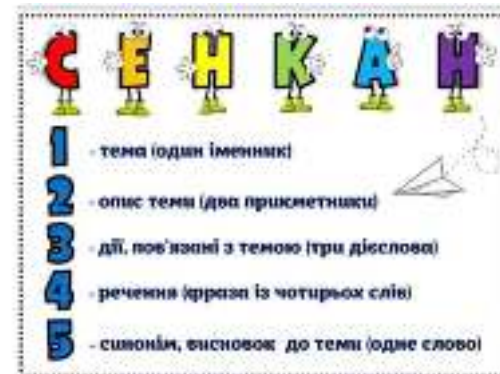 СЕНКАН
1 - тема (один іменник)
2 - опис теми (два прикметники)
3 - дії, пов'язані з темою (три дієслова)
4 - речення (фраза із чотирьох слів)
5 - синонім, висновок до теми (одне слово)